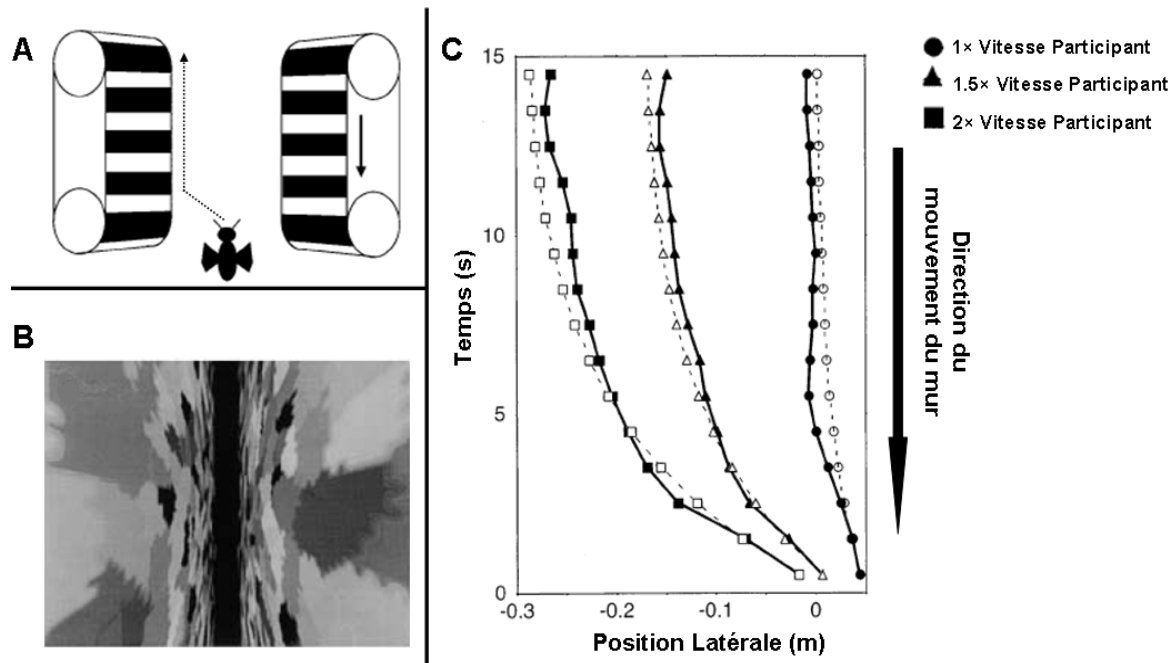 A
B
C
15
10
5
0
Temps (s)
-0.3
-0.2
-0.1
0
Position Latérale (m)
1× Vitesse Participant
1.5× Vitesse Participant
2× Vitesse Participant
Direction du
mouvement du mur